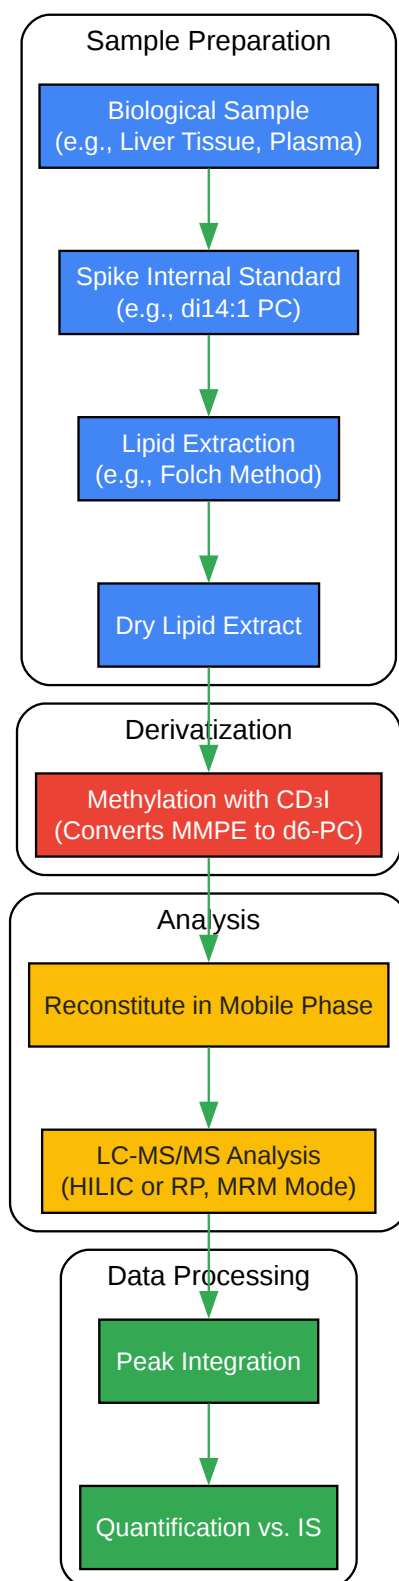 Sample Preparation
Biological Sample
(e.g., Liver Tissue, Plasma)
Spike Internal Standard
(e.g., di14:1 PC)
Lipid Extraction
(e.g., Folch Method)
Dry Lipid Extract
Derivatization
Methylation with CD₃I
(Converts MMPE to d6-PC)
Analysis
Reconstitute in Mobile Phase
LC-MS/MS Analysis
(HILIC or RP, MRM Mode)
Data Processing
Peak Integration
Quantification vs. IS